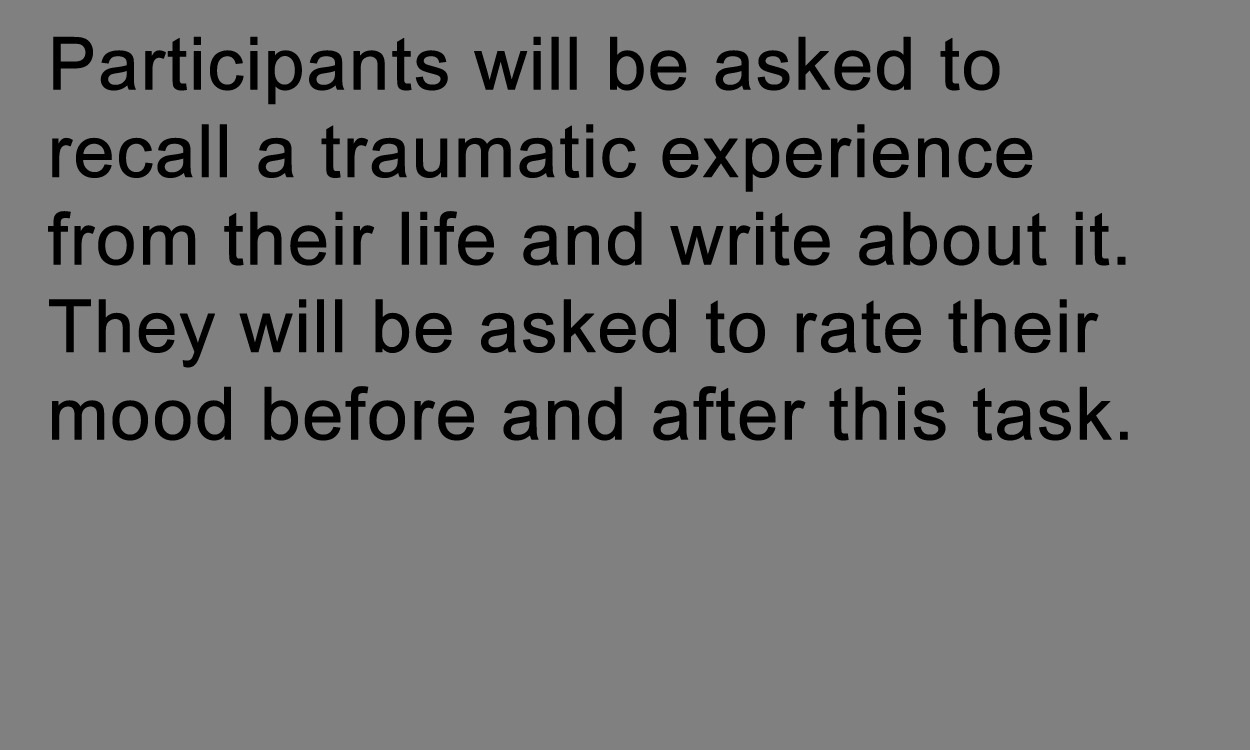 Participants will be asked to
recall a traumatic experience
from their life and write about it.
They will be asked to rate their
mood before and after this task.